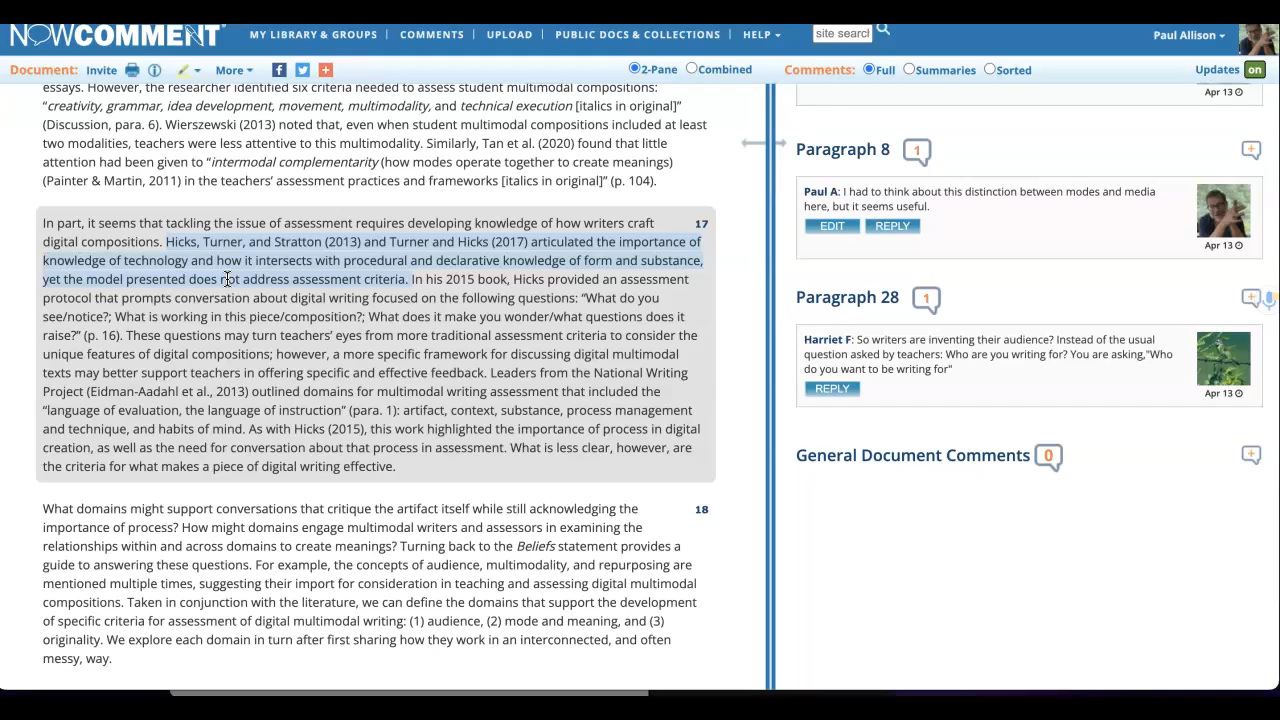 NOWCOMMENT
MY LIBRARY & GROUPS COMMENTS UPLOAD PUBLIC DOCS & COLLECTIONS HELP
site searcl
Paul Allison
Document: Invite More
2-Pane Combined
Comments: Full Summaries Sorted
Updates on
essays. However, the researcher identified six criteria needed to assess student multimodal compositions:
“creativity, grammar, idea development, movement, multimodality, and technical execution [italics in original]”
(Discussion, para. 6). Wierszewski (2013) noted that, even when student multimodal compositions included at least
two modalities, teachers were less attentive to this multimodality. Similarly, Tan et al. (2020) found that little
attention had been given to “intermodal complementarity (how modes operate together to create meanings)
(Painter & Martin, 2011) in the teachers’ assessment practices and frameworks [italics in original]” (p. 104).
In part, it seems that tackling the issue of assessment requires developing knowledge of how writers craft 17
digital compositions. Hicks, Turner, and Stratton (2013) and Turner and Hicks (2017) articulated the importance of
knowledge of technology and how it intersects with procedural and declarative knowledge of form and substance,
yet the model presented does not address assessment criteria. In his 2015 book, Hicks provided an assessment
protocol that prompts conversation about digital writing focused on the following questions: “What do you
see/notice?; What is working in this piece/composition?; What does it make you wonder/what questions does it
raise?” (p. 16). These questions may turn teachers’ eyes from more traditional assessment criteria to consider the
unique features of digital compositions; however, a more specific framework for discussing digital multimodal
texts may better support teachers in offering specific and effective feedback. Leaders from the National Writing
Project (Eidman-Aadahl et al., 2013) outlined domains for multimodal writing assessment that included the
“language of evaluation, the language of instruction” (para. 1): artifact, context, substance, process management
and technique, and habits of mind. As with Hicks (2015), this work highlighted the importance of process in digital
creation, as well as the need for conversation about that process in assessment. What is less clear, however, are
the criteria for what makes a piece of digital writing effective.
What domains might support conversations that critique the artifact itself while still acknowledging the 18
importance of process? How might domains engage multimodal writers and assessors in examining the
relationships within and across domains to create meanings? Turning back to the Beliefs statement provides a
guide to answering these questions. For example, the concepts of audience, multimodality, and repurposing are
mentioned multiple times, suggesting their import for consideration in teaching and assessing digital multimodal
compositions. Taken in conjunction with the literature, we can define the domains that support the development
of specific criteria for assessment of digital multimodal writing: (1) audience, (2) mode and meaning, and (3)
originality. We explore each domain in turn after first sharing how they work in an interconnected, and often
messy, way.
Apr 13
Paragraph 8 1
Paul A: I had to think about this distinction between modes and media
here, but it seems useful.
EDIT REPLY
Apr 13
Paragraph 28 1
Harriet F: So writers are inventing their audience? Instead of the usual
question asked by teachers: Who are you writing for? You are asking,"Who
do you want to be writing for"
REPLY
Apr 13
General Document Comments 0